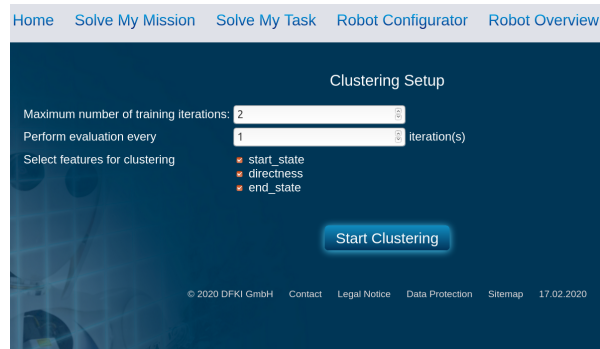 Home Solve My Mission Solve My Task Robot Configurator Robot Overview
Clustering Setup
Maximum number of training iterations: 2
Perform evaluation every 1 iteration(s)
Select features for clustering start_state
directness
end_state
Start Clustering
© 2020 DFKI GmbH Contact Legal Notice Data Protection Sitemap 17.02.2020